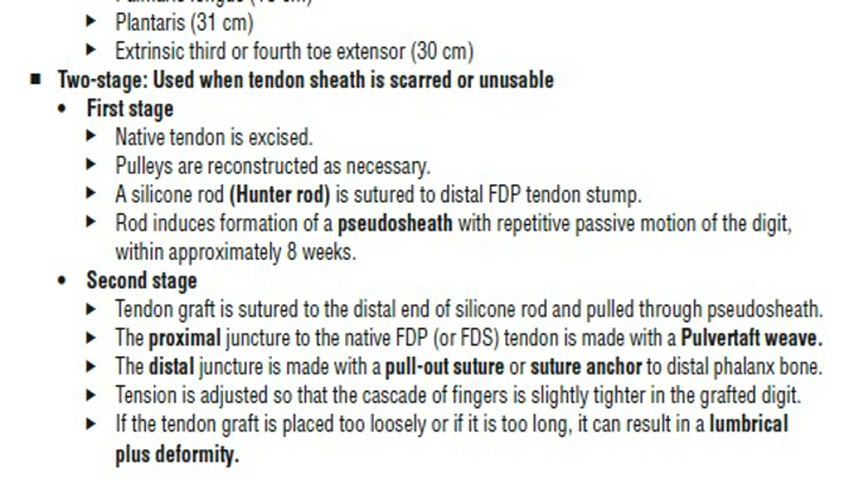 ▶ Plantaris (31 cm)
▶ Extrinsic third or fourth toe extensor (30 cm)
■ Two-stage: Used when tendon sheath is scarred or unusable
• First stage
▶ Native tendon is excised.
▶ Pulleys are reconstructed as necessary.
▶ A silicone rod (Hunter rod) is sutured to distal FDP tendon stump.
▶ Rod induces formation of a pseudosheath with repetitive passive motion of the digit,
within approximately 8 weeks.
• Second stage
▶ Tendon graft is sutured to the distal end of silicone rod and pulled through pseudosheath.
▶ The proximal juncture to the native FDP (or FDS) tendon is made with a Pulvertaft weave.
▶ The distal juncture is made with a pull-out suture or suture anchor to distal phalanx bone.
▶ Tension is adjusted so that the cascade of fingers is slightly tighter in the grafted digit.
▶ If the tendon graft is placed too loosely or if it is too long, it can result in a lumbrical
plus deformity.